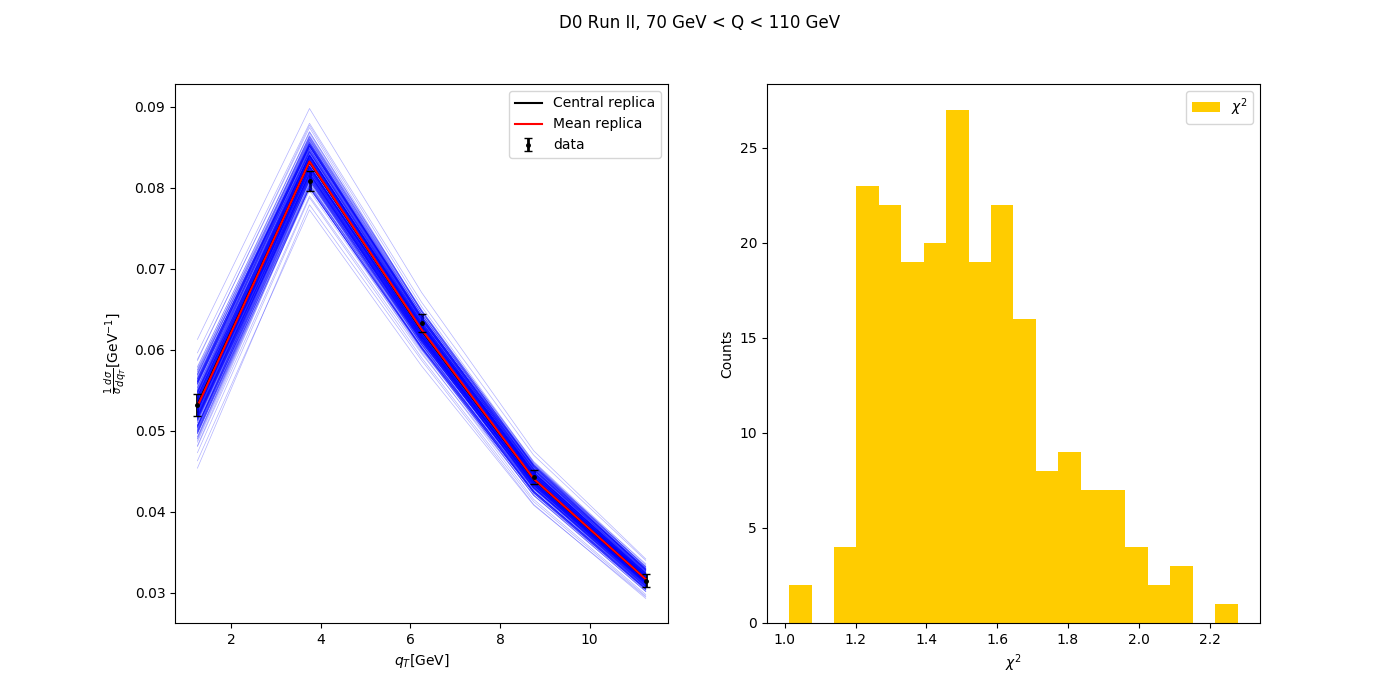 D0 Run II, 70 GeV < Q < 110 GeV
0.09
0.08
0.07
0.06
0.05
0.04
0.03
2
4
6
8
10
q_T[GeV]
\frac{1}{σ}\frac{dσ}{dq_T}[GeV⁻¹]
Central replica
Mean replica
data
25
20
15
10
5
0
1.0
1.2
1.4
1.6
1.8
2.0
2.2
χ²
Counts
χ²